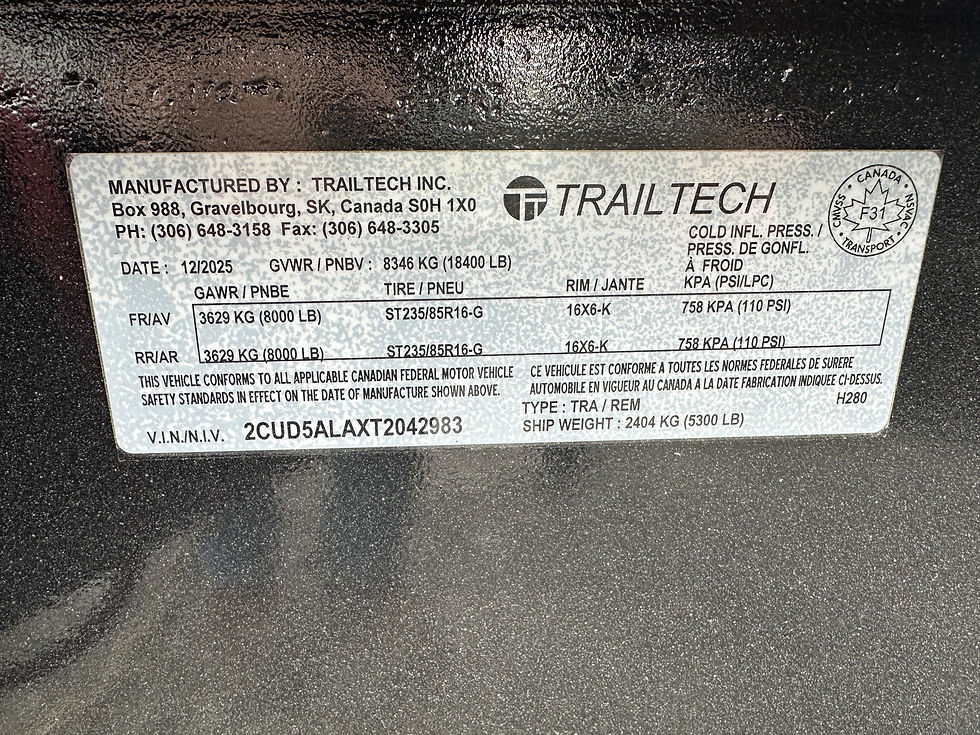 MANUFACTURED BY : TRAILTECH INC.
Box 988, Gravelbourg, SK, Canada S0H 1X0
PH: (306) 648-3158 Fax: (306) 648-3305
TRAILTECH
CANADA
CMVSS
NSVAC
F31
TRANSPORT
COLD INFL. PRESS. /
PRESS. DE GONFL.
À FROID
KPA (PSI/LPC)
DATE : 12/2025 GVWR / PNBV : 8346 KG (18400 LB)
GAWR / PNBE TIRE / PNEU RIM / JANTE
FR/AV 3629 KG (8000 LB) ST235/85R16-G 16X6-K 758 KPA (110 PSI)
RR/AR 3629 KG (8000 LB) ST235/85R16-G 16X6-K 758 KPA (110 PSI)
THIS VEHICLE CONFORMS TO ALL APPLICABLE CANADIAN FEDERAL MOTOR VEHICLE
SAFETY STANDARDS IN EFFECT ON THE DATE OF MANUFACTURE SHOWN ABOVE.
CE VEHICULE EST CONFORME A TOUTES LES NORMES FEDERALES DE SURERE
AUTOMOBILE EN VIGUEUR AU CANADA A LA DATE FABRICATION INDIQUEE CI-DESSUS.
H280
TYPE : TRA / REM
SHIP WEIGHT : 2404 KG (5300 LB)
V.I.N./N.I.V. 2CUD5ALAXT2042983